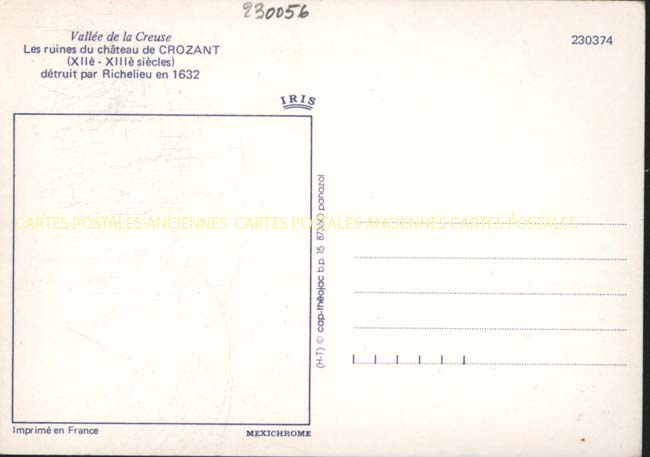 230056
Vallée de la Creuse
Les ruines du château de CROZANT
(XIIè - XIIIè siècles)
détruit par Richelieu en 1632
230374
IRIS
CARTES POSTALES ANCIENNES CARTES POSTALES ANCIENNES CARTES POSTALES
(H-T) © cap-théojac b.p. 15 87350 panazol
Imprimé en France
MEXICHROME